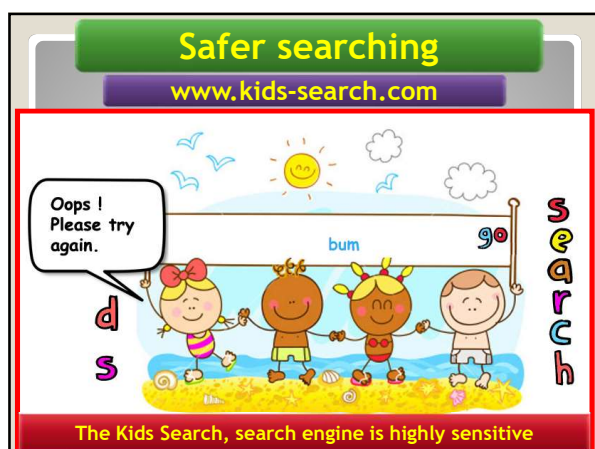 Safer searching
www.kids-search.com
Oops !
Please try
again.
bum
go
d
s
s
e
a
r
c
h
The Kids Search, search engine is highly sensitive